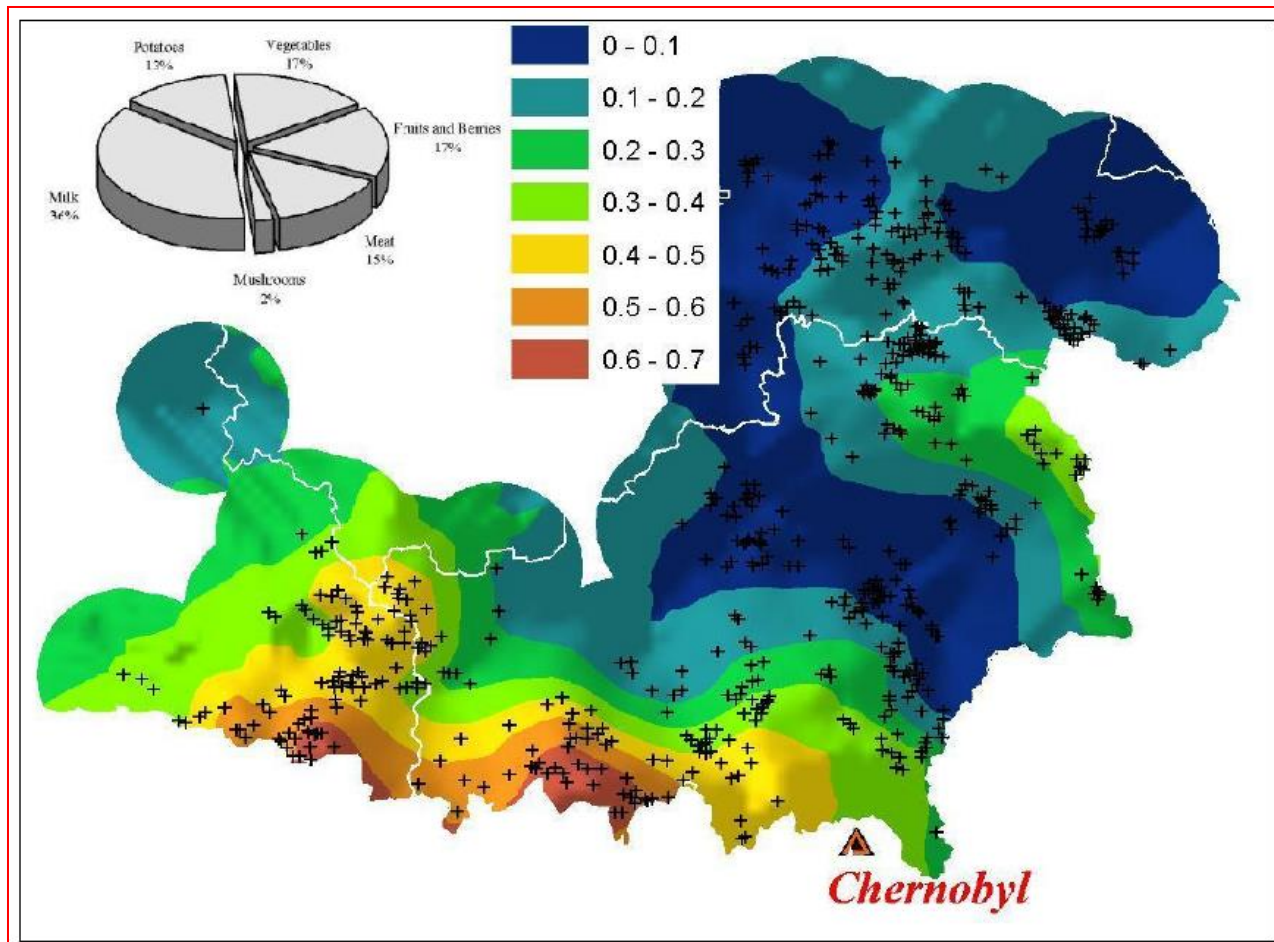 Potatoes
13%
Vegetables
17%
Fruits and Berries
17%
Milk
36%
Meat
15%
Mushrooms
2%
0 - 0.1
0.1 - 0.2
0.2 - 0.3
0.3 - 0.4
0.4 - 0.5
0.5 - 0.6
0.6 - 0.7
Chernobyl